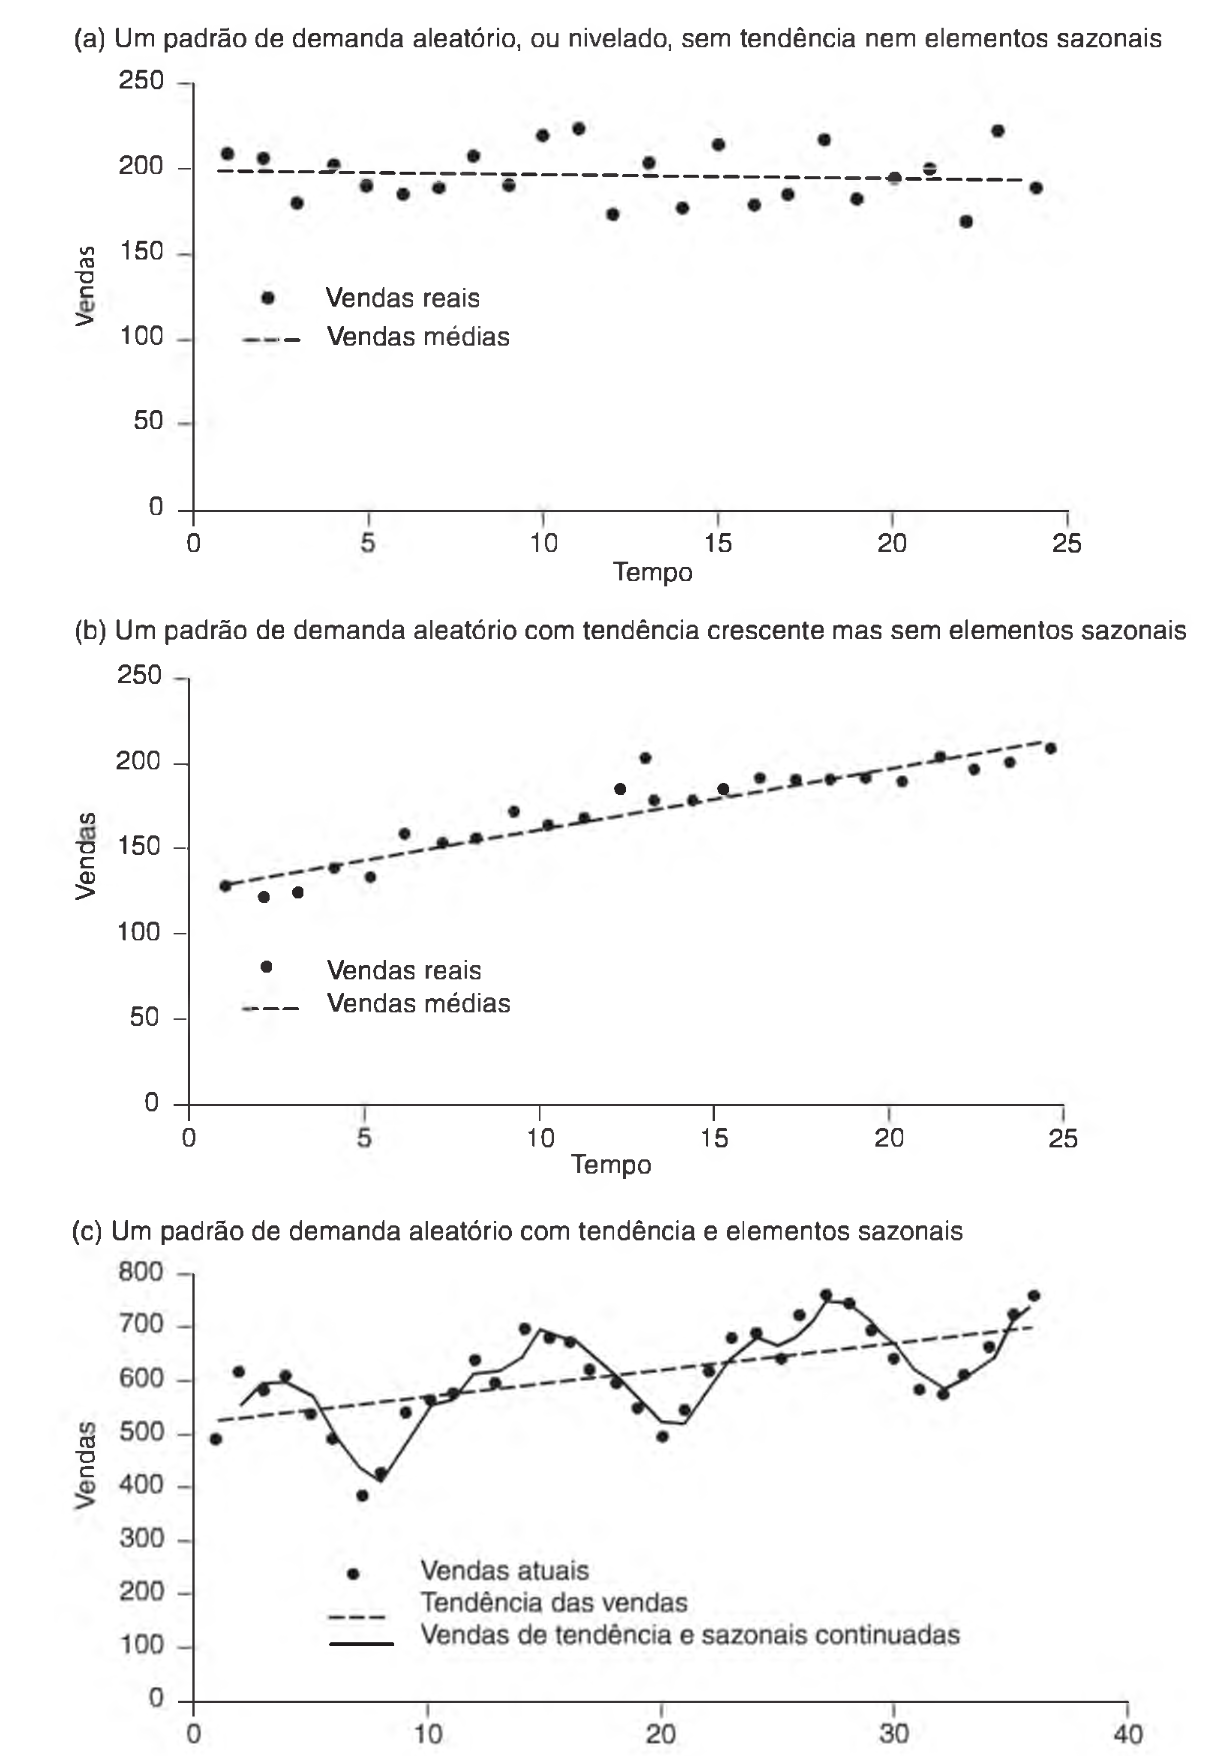 (a) Um padrão de demanda aleatório, ou nivelado, sem tendência nem elementos sazonais
250
200
150
100
50
0
Vendas
Vendas reais
Vendas médias
0 5 10 15 20 25
Tempo
(b) Um padrão de demanda aleatório com tendência crescente mas sem elementos sazonais
250
200
150
100
50
0
Vendas
Vendas reais
Vendas médias
0 5 10 15 20 25
Tempo
(c) Um padrão de demanda aleatório com tendência e elementos sazonais
800
700
600
500
400
300
200
100
0
Vendas
Vendas atuais
Tendência das vendas
Vendas de tendência e sazonais continuadas
0 10 20 30 40